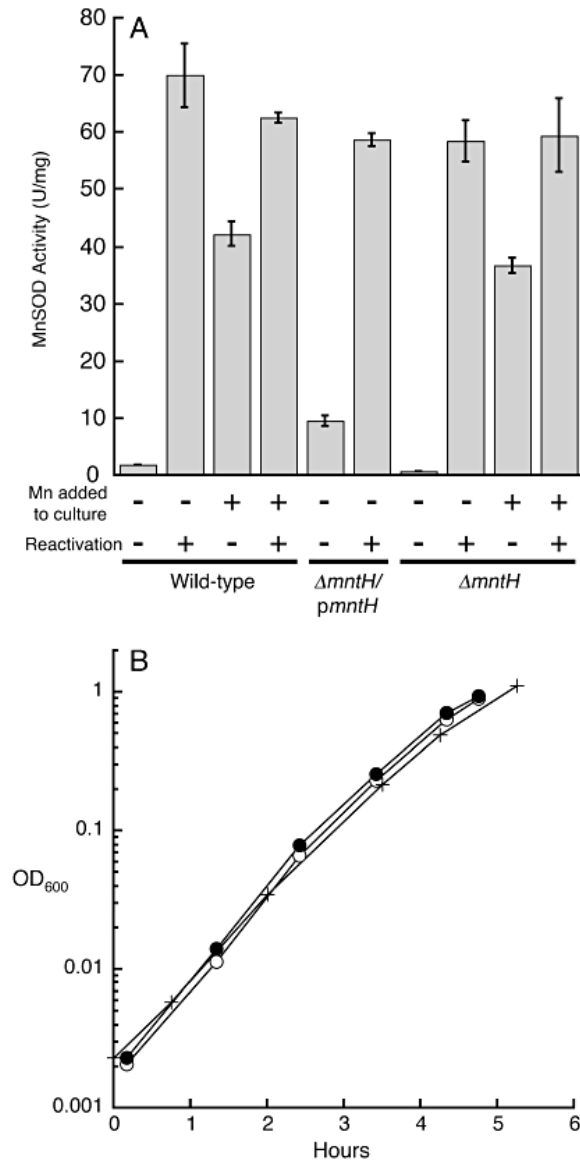 A
MnSOD Activity (U/mg)
80
70
60
50
40
30
20
10
0
Mn added to culture - - + + - - - - + +
Reactivation - + - + - + - + - +
Wild-type
ΔmntH/
pmntH
ΔmntH
B
OD600
1
0.1
0.01
0.001
0 1 2 3 4 5 6
Hours